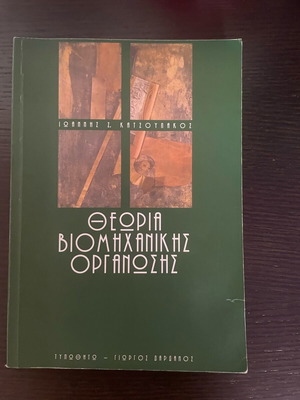 ΙΩΑΝΝΗΣ Σ. ΚΑΤΣΟΥΛΑΚΟΣ
ΘΕΩΡΙΑ
ΒΙΟΜΗΧΑΝΙΚΗΣ
ΟΡΓΑΝΩΣΗΣ
ΤΥΠΩΘΗΤΩ – ΓΙΩΡΓΟΣ ΔΑΡΔΑΝΟΣ